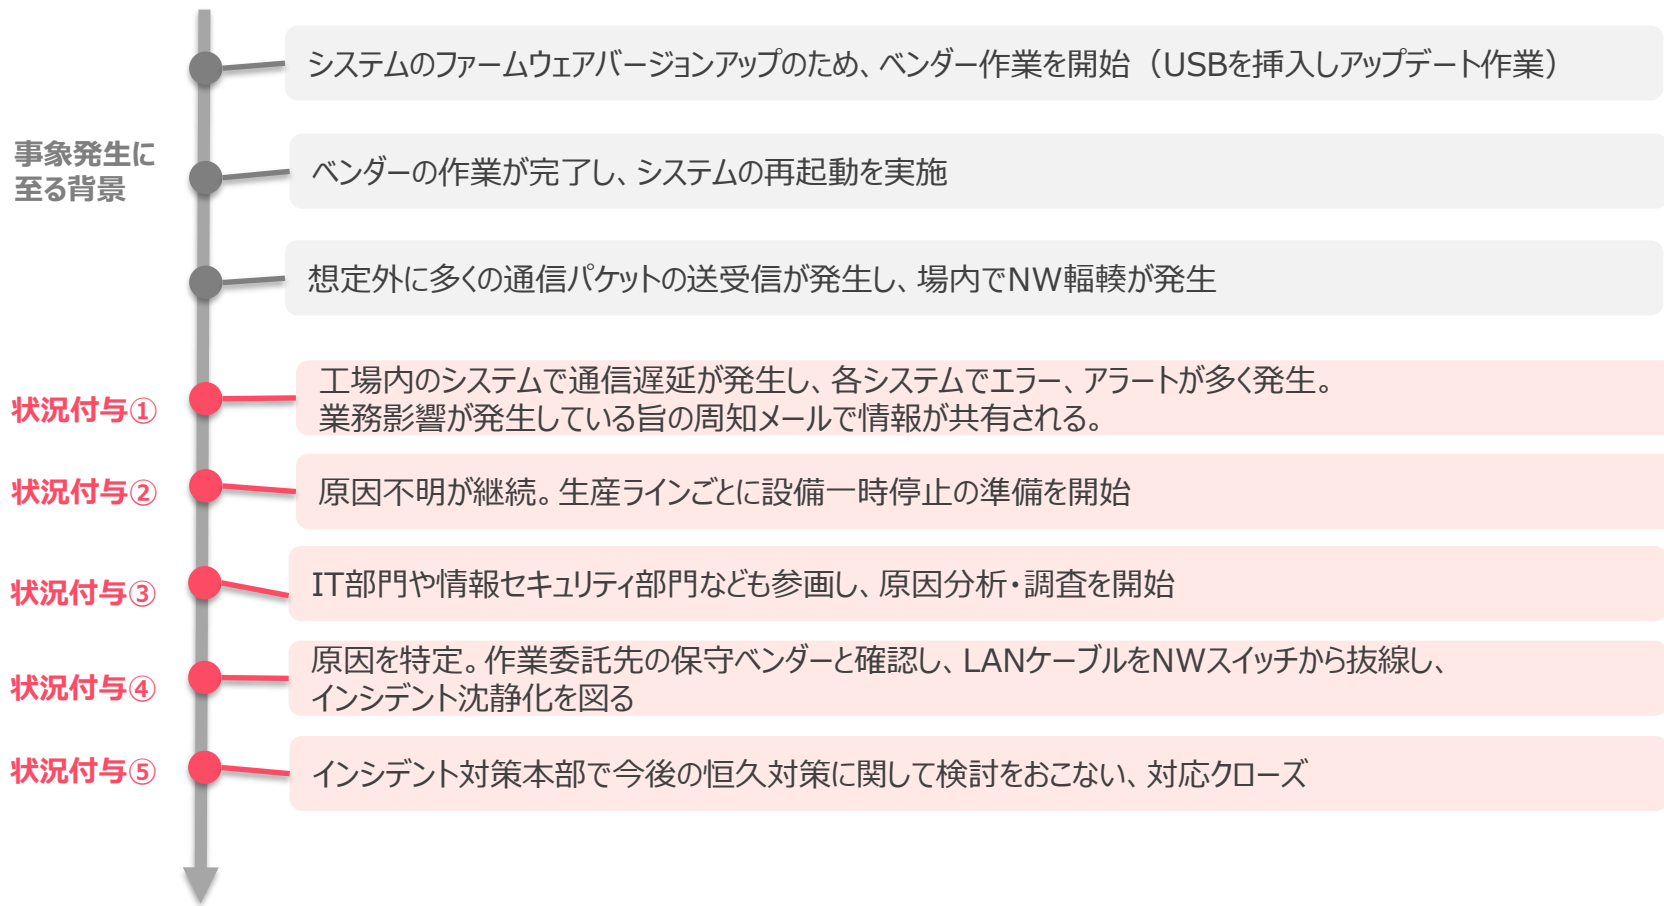 システムのファームウェアバージョンアップのため、ベンダー作業を開始（USBを挿入しアップデート作業）
事象発生に
至る背景
ベンダーの作業が完了し、システムの再起動を実施
想定外に多くの通信パケットの送受信が発生し、場内でNW輻輳が発生
状況付与①
工場内のシステムで通信遅延が発生し、各システムでエラー、アラートが多く発生。
業務影響が発生している旨の周知メールで情報が共有される。
状況付与②
原因不明が継続。生産ラインごとに設備一時停止の準備を開始
状況付与③
IT部門や情報セキュリティ部門なども参画し、原因分析・調査を開始
状況付与④
原因を特定。作業委託先の保守ベンダーと確認し、LANケーブルをNWスイッチから抜線し、
インシデント沈静化を図る
状況付与⑤
インシデント対策本部で今後の恒久対策に関して検討をおこない、対応クローズ